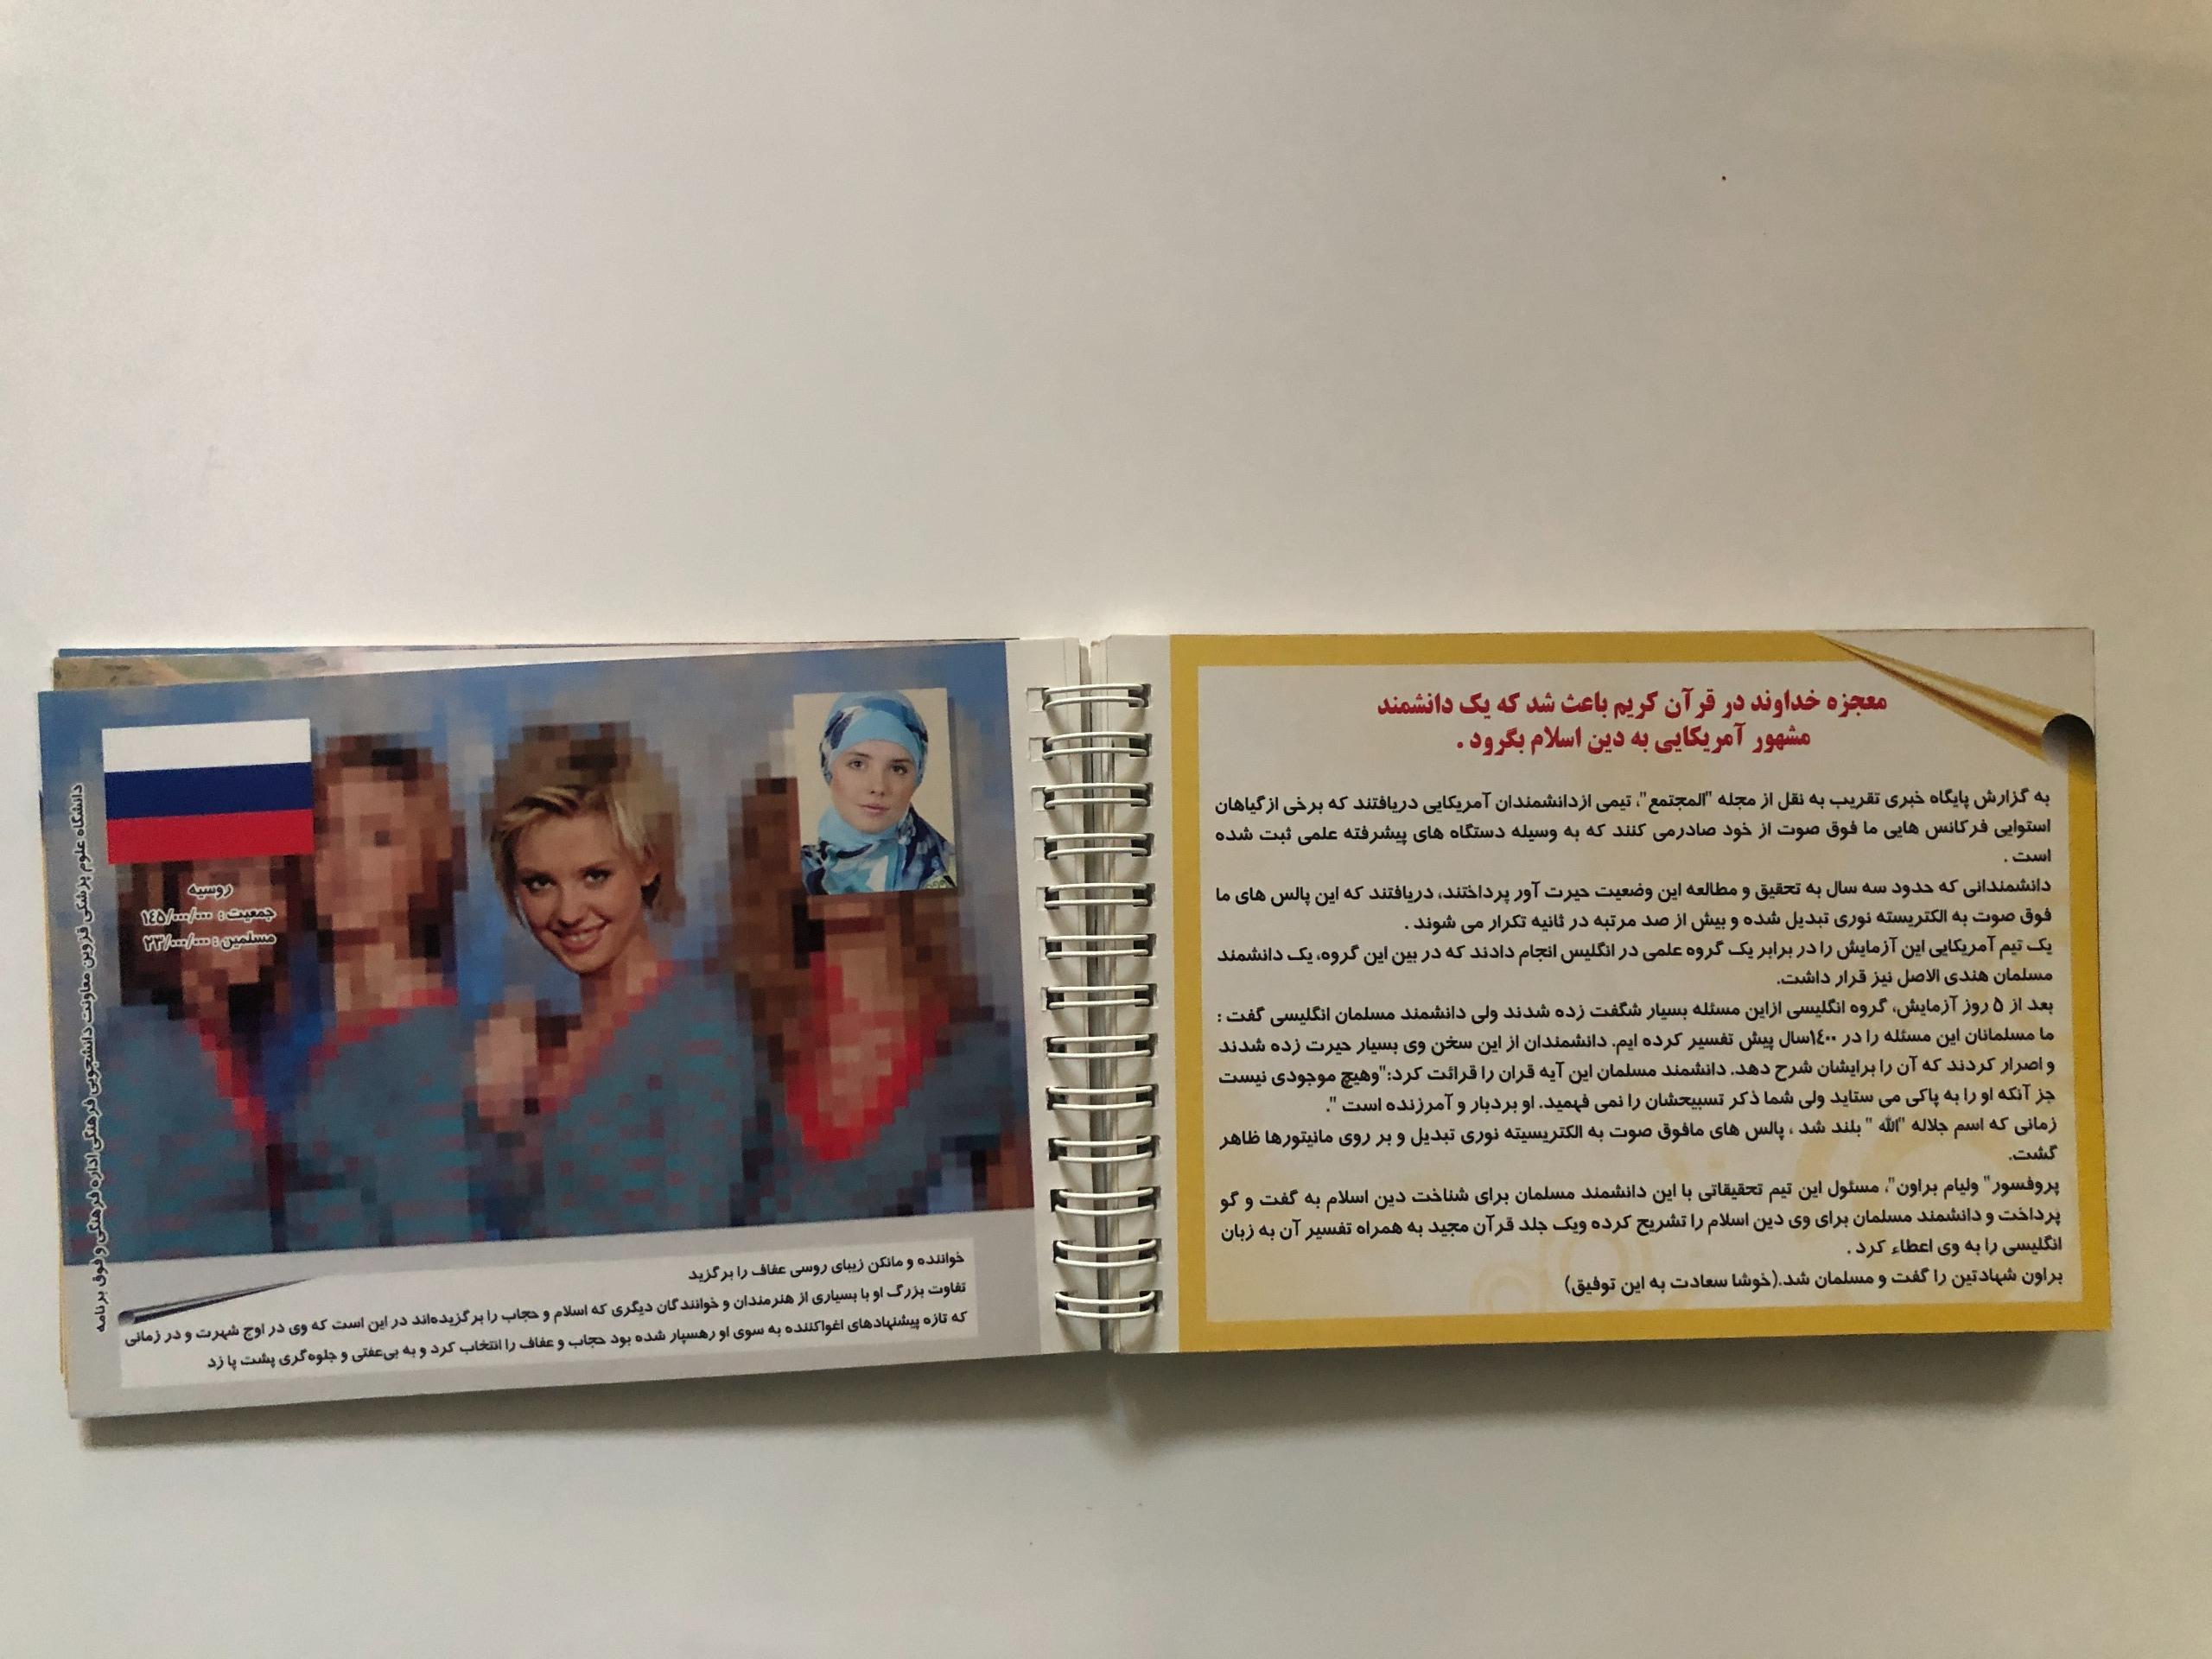 معجزه خداوند در قرآن کریم باعث شد که یک دانشمند
مشهور آمریکایی به دین اسلام بگرود .
به گزارش پایگاه خبری تقریب به نقل از مجله "المجتمع"، تیمی ازدانشمندان آمریکایی دریافتند که برخی ازگیاهان
استوایی فرکانس هایی ما فوق صوت از خود صادرمی کنند که به وسیله دستگاه های پیشرفته علمی ثبت شده
است .
دانشمندانی که حدود سه سال به تحقیق و مطالعه این وضعیت حیرت آور پرداختند، دریافتند که این پالس های ما
فوق صوت به الکتریسته نوری تبدیل شده و بیش از صد مرتبه در ثانیه تکرار می شوند .
یک تیم آمریکایی این آزمایش را در برابر یک گروه علمی در انگلیس انجام دادند که در بین این گروه، یک دانشمند
مسلمان هندی الاصل نیز قرار داشت.
بعد از ۵ روز آزمایش، گروه انگلیسی ازاین مسئله بسیار شگفت زده شدند ولی دانشمند مسلمان انگلیسی گفت :
ما مسلمانان این مسئله را در ۱٤۰۰سال پیش تفسیر کرده ایم. دانشمندان از این سخن وی بسیار حیرت زده شدند
و اصرار کردند که آن را برایشان شرح دهد. دانشمند مسلمان این آیه قران را قرائت کرد:"وهیچ موجودی نیست
جز آنکه او را به پاکی می ستاید ولی شما ذکر تسبیحشان را نمی فهمید. او بردبار و آمرزنده است ".
زمانی که اسم جلاله "الله " بلند شد ، پالس های مافوق صوت به الکتریسیته نوری تبدیل و بر روی مانیتورها ظاهر
گشت.
پروفسور" ولیام براون"، مسئول این تیم تحقیقاتی با این دانشمند مسلمان برای شناخت دین اسلام به گفت و گو
پرداخت و دانشمند مسلمان برای وی دین اسلام را تشریح کرده ویک جلد قرآن مجید به همراه تفسیر آن به زبان
انگلیسی را به وی اعطاء کرد .
براون شهادتین را گفت و مسلمان شد.(خوشا سعادت به این توفیق)
روسیه
جمعیت : ۱٤۵/۰۰۰/۰۰۰
مسلمین : ۲۳/۰۰۰/۰۰۰
خواننده و مانکن زیبای روسی عفاف را برگزید
تفاوت بزرگ او با بسیاری از هنرمندان و خوانندگان دیگری که اسلام و حجاب را برگزیده‌اند در این است که وی در اوج شهرت و در زمانی
که تازه پیشنهادهای اغواکننده به سوی او رهسپار شده بود حجاب و عفاف را انتخاب کرد و به بی‌عفتی و جلوه‌گری پشت پا زد
دانشگاه علوم پزشکی قزوین معاونت دانشجویی فرهنگی اداره فرهنگی و فوق برنامه